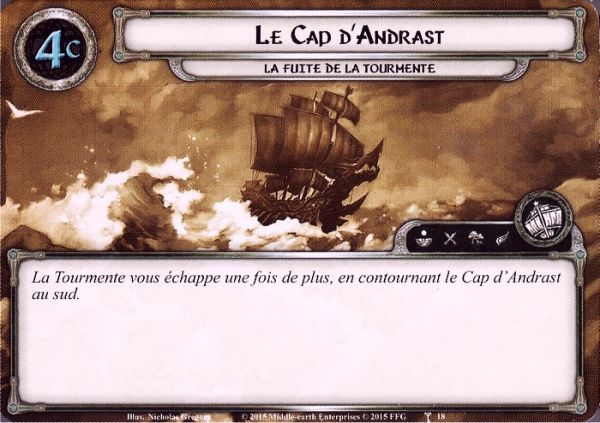 4C
LE CAP D'ANDRAST
LA FUITE DE LA TOURMENTE
La Tourmente vous échappe une fois de plus, en contournant le Cap d'Andrast
au sud.
Illus. Nicholas Gregory © 2015 Middle-earth Enterprises © 2015 FFG 18